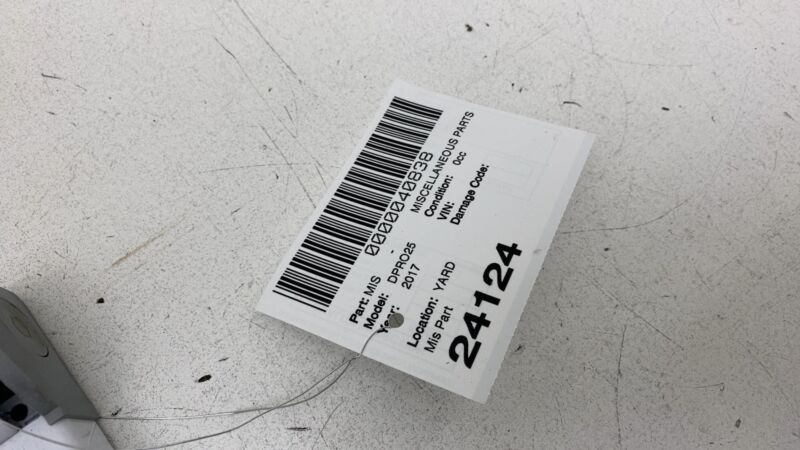 0000040838
Part: MIS - MISCELLANEOUS PARTS
Model: DPRO25 Condition: 0cc
Year: 2017 VIN:
Damage Code:
Location: YARD
Mis Part
24124